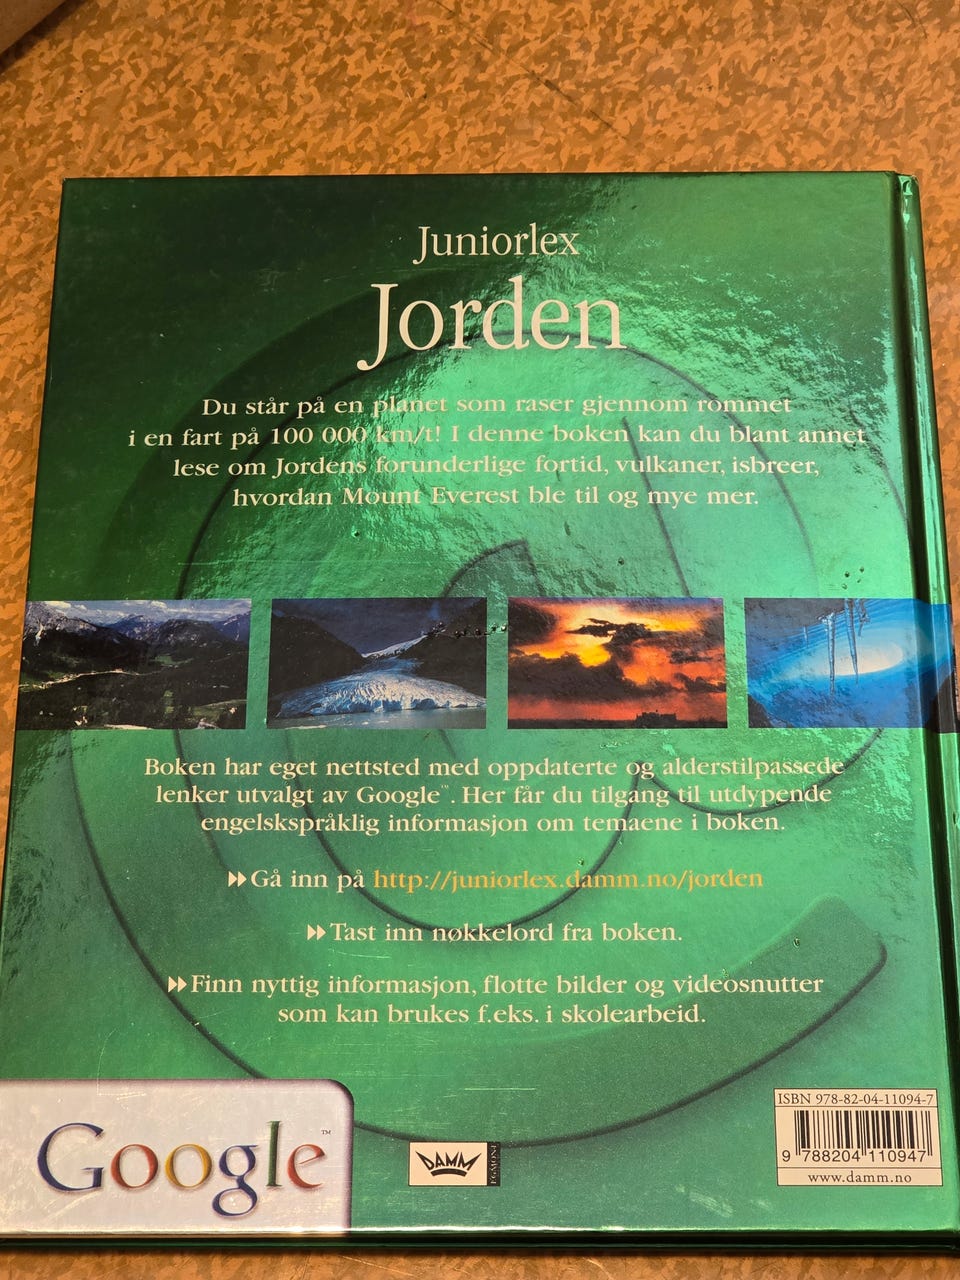 Juniorlex
Jorden
Du står på en planet som raser gjennom rommet
i en fart på 100 000 km/t! I denne boken kan du blant annet
lese om Jordens forunderlige fortid, vulkaner, isbreer,
hvordan Mount Everest ble til og mye mer.
Boken har eget nettsted med oppdaterte og alderstilpassede
lenker utvalgt av Google™. Her får du tilgang til utdypende
engelskspråklig informasjon om temaene i boken.
Gå inn på http://juniorlex.damm.no/jorden
Tast inn nøkkelord fra boken.
Finn nyttig informasjon, flotte bilder og videosnutter
som kan brukes f.eks. i skolearbeid.
Google™
DAMM
EGMONT
ISBN 978-82-04-11094-7
9 788204 110947
www.damm.no